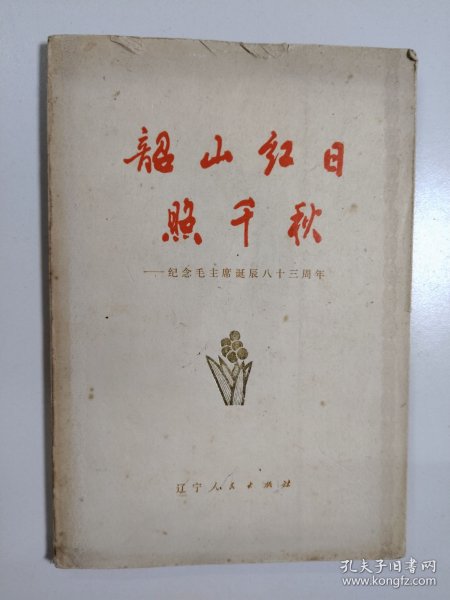 韶山红日
照千秋
——纪念毛主席诞辰八十三周年
辽宁人民出版社
孔夫子旧书网
www.kongfz.com